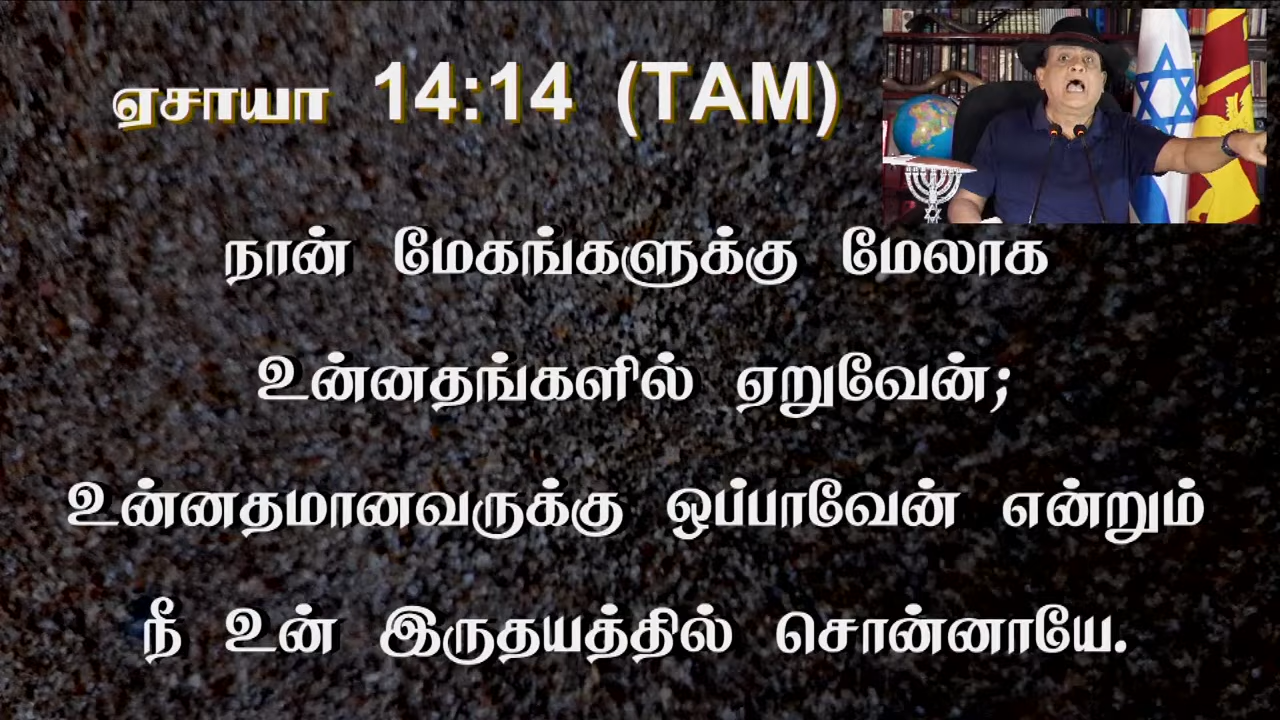 ஏசாயா 14:14 (TAM)
நான் மேகங்களுக்கு மேலாக
உன்னதங்களில் ஏறுவேன்;
உன்னதமானவருக்கு ஒப்பாவேன் என்றும்
நீ உன் இருதயத்தில் சொன்னாயே.